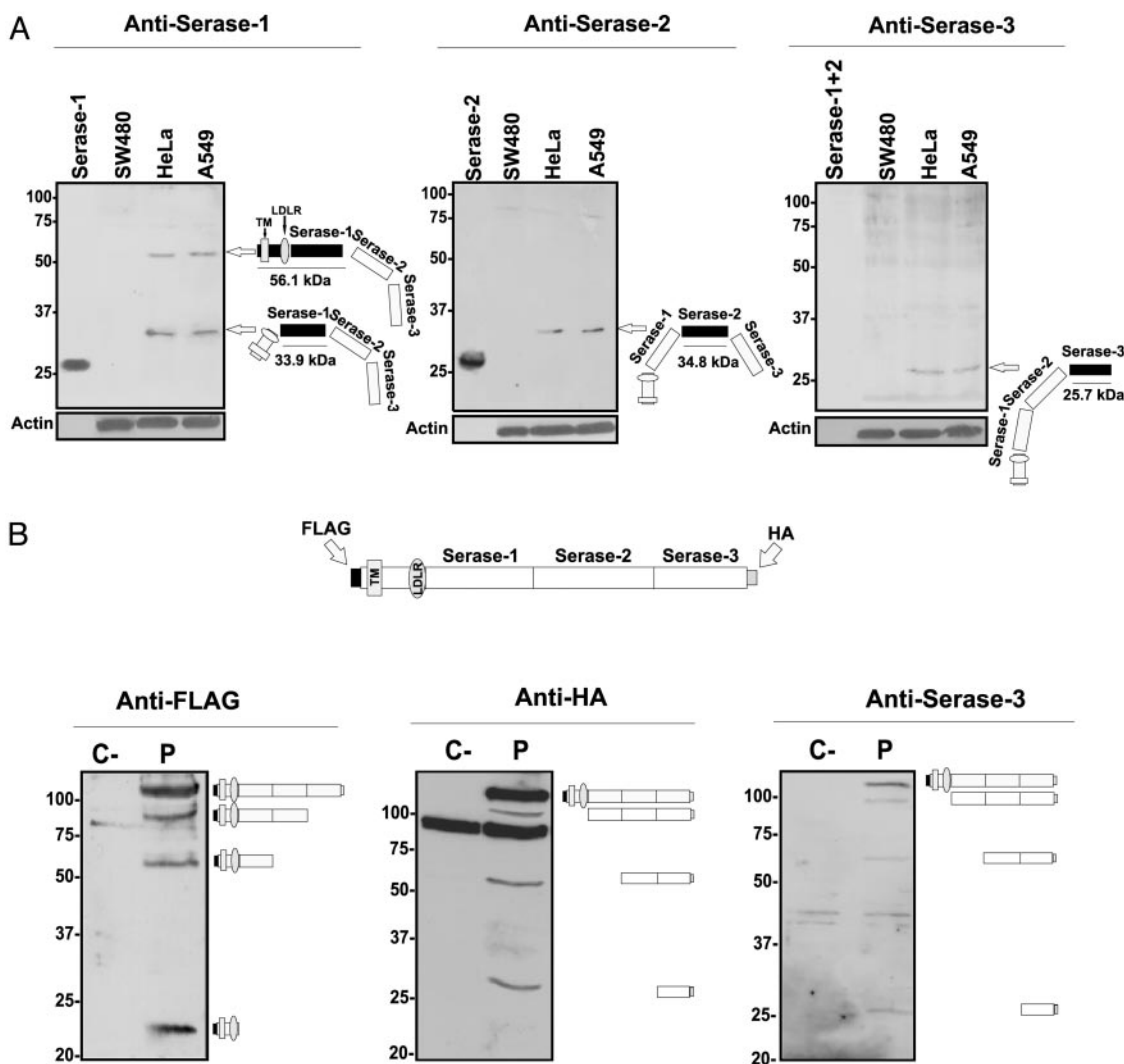 A
Anti-Serase-1
Anti-Serase-2
Anti-Serase-3
Serase-1
SW480
HeLa
A549
Serase-2
SW480
HeLa
A549
Serase-1+2
SW480
HeLa
A549
100-
75-
50-
37-
25-
Actin
TM
LDLR
Serase-1
Serase-2
Serase-3
56.1 kDa
Serase-1
Serase-2
Serase-3
33.9 kDa
100-
75-
50-
37-
25-
Actin
Serase-1
Serase-2
Serase-3
34.8 kDa
100-
75-
50-
37-
25-
Actin
Serase-1
Serase-2
Serase-3
25.7 kDa
B
FLAG
HA
TM
LDLR
Serase-1
Serase-2
Serase-3
Anti-FLAG
Anti-HA
Anti-Serase-3
C- P
C- P
C- P
100-
75-
50-
37-
25-
20-
100-
75-
50-
37-
25-
20-
100-
75-
50-
37-
25-
20-